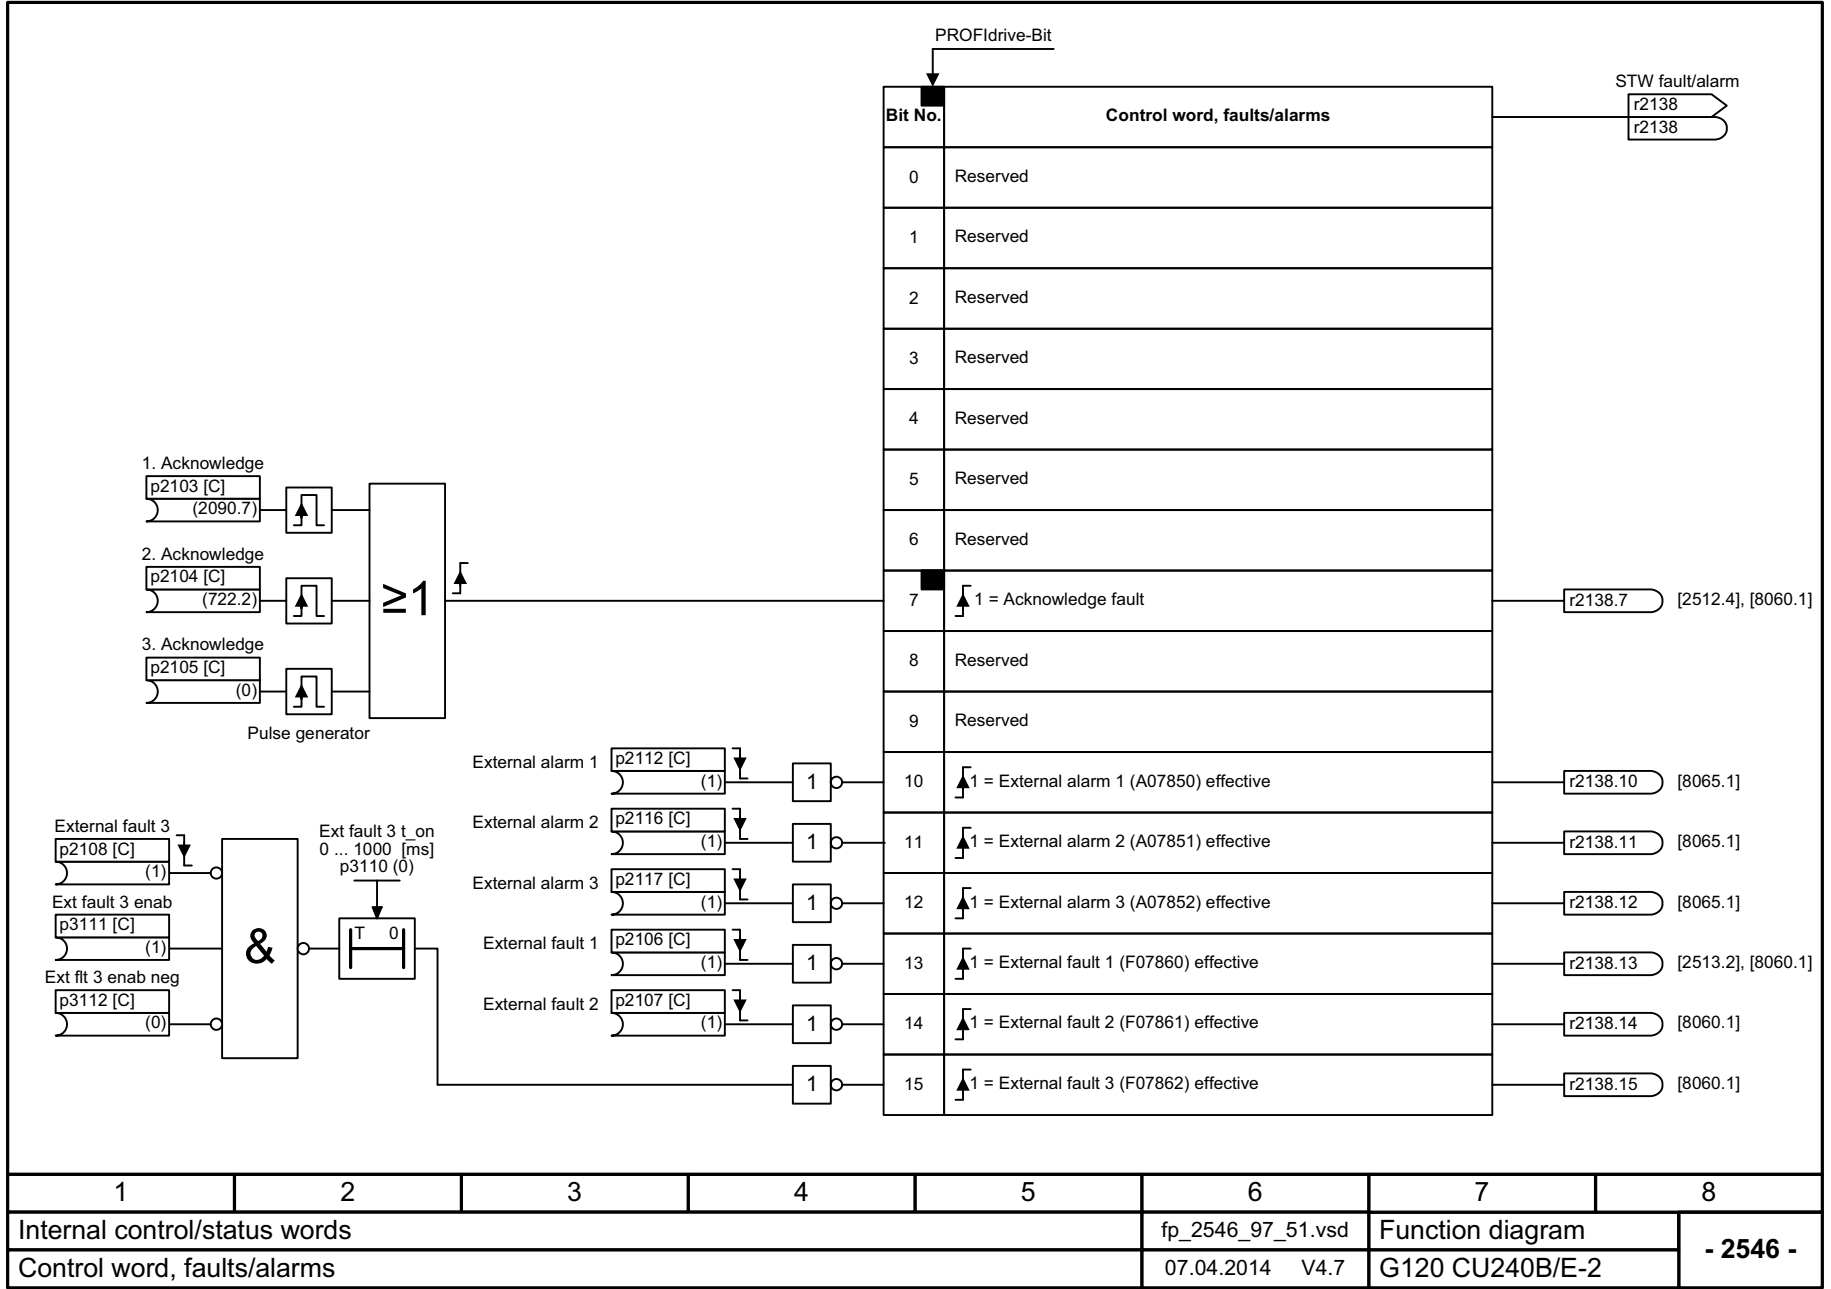 PROFIdrive-Bit
STW fault/alarm
r2138
r2138
Bit No.
Control word, faults/alarms
0
Reserved
1
Reserved
2
Reserved
3
Reserved
4
Reserved
5
Reserved
6
Reserved
7
1 = Acknowledge fault
r2138.7
[2512.4], [8060.1]
8
Reserved
9
Reserved
10
1 = External alarm 1 (A07850) effective
r2138.10
[8065.1]
11
1 = External alarm 2 (A07851) effective
r2138.11
[8065.1]
12
1 = External alarm 3 (A07852) effective
r2138.12
[8065.1]
13
1 = External fault 1 (F07860) effective
r2138.13
[2513.2], [8060.1]
14
1 = External fault 2 (F07861) effective
r2138.14
[8060.1]
15
1 = External fault 3 (F07862) effective
r2138.15
[8060.1]
1. Acknowledge
p2103 [C]
(2090.7)
2. Acknowledge
p2104 [C]
(722.2)
3. Acknowledge
p2105 [C]
(0)
Pulse generator
≥1
External alarm 1
p2112 [C]
(1)
1
External alarm 2
p2116 [C]
(1)
1
External alarm 3
p2117 [C]
(1)
1
External fault 1
p2106 [C]
(1)
1
External fault 2
p2107 [C]
(1)
1
1
External fault 3
p2108 [C]
(1)
Ext fault 3 enab
p3111 [C]
(1)
Ext flt 3 enab neg
p3112 [C]
(0)
&
Ext fault 3 t_on
0 ... 1000 [ms]
p3110 (0)
T 0
1 2 3 4 5 6 7 8
Internal control/status words
fp_2546_97_51.vsd
Function diagram
- 2546 -
Control word, faults/alarms
07.04.2014 V4.7
G120 CU240B/E-2